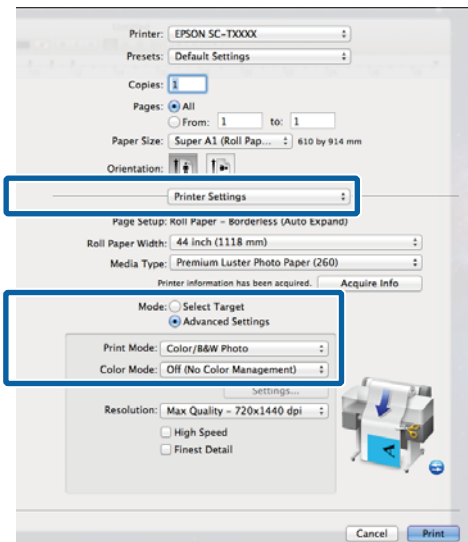 Printer: EPSON SC-TXXXX
Presets: Default Settings
Copies: 1
Pages: All
From: 1 to: 1
Paper Size: Super A1 (Roll Pap... 610 by 914 mm
Orientation:
Printer Settings
Page Setup: Roll Paper - Borderless (Auto Expand)
Roll Paper Width: 44 inch (1118 mm)
Media Type: Premium Luster Photo Paper (260)
Printer information has been acquired. Acquire Info
Mode: Select Target
Advanced Settings
Print Mode: Color/B&W Photo
Color Mode: Off (No Color Management)
Settings...
Resolution: Max Quality - 720x1440 dpi
High Speed
Finest Detail
A
Cancel Print